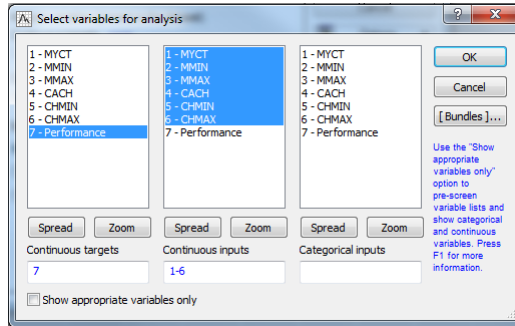 Select variables for analysis
?
X
1 - MYCT
2 - MMIN
3 - MMAX
4 - CACH
5 - CHMIN
6 - CHMAX
7 - Performance
1 - MYCT
2 - MMIN
3 - MMAX
4 - CACH
5 - CHMIN
6 - CHMAX
7 - Performance
1 - MYCT
2 - MMIN
3 - MMAX
4 - CACH
5 - CHMIN
6 - CHMAX
7 - Performance
OK
Cancel
[ Bundles ]...
Use the "Show
appropriate
variables only"
option to
pre-screen
variable lists and
show categorical
and continuous
variables. Press
F1 for more
information.
Spread Zoom Spread Zoom Spread Zoom
Continuous targets Continuous inputs Categorical inputs
7 1-6
Show appropriate variables only